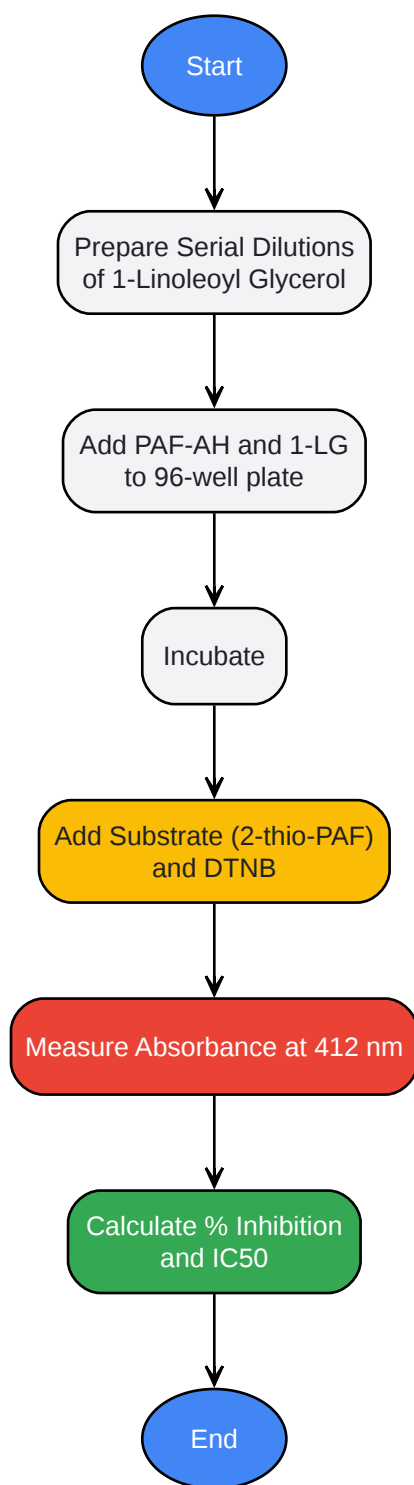 Start
Prepare Serial Dilutions
of 1-Linoleoyl Glycerol
Add PAF-AH and 1-LG
to 96-well plate
Incubate
Add Substrate (2-thio-PAF)
and DTNB
Measure Absorbance at 412 nm
Calculate % Inhibition
and IC50
End